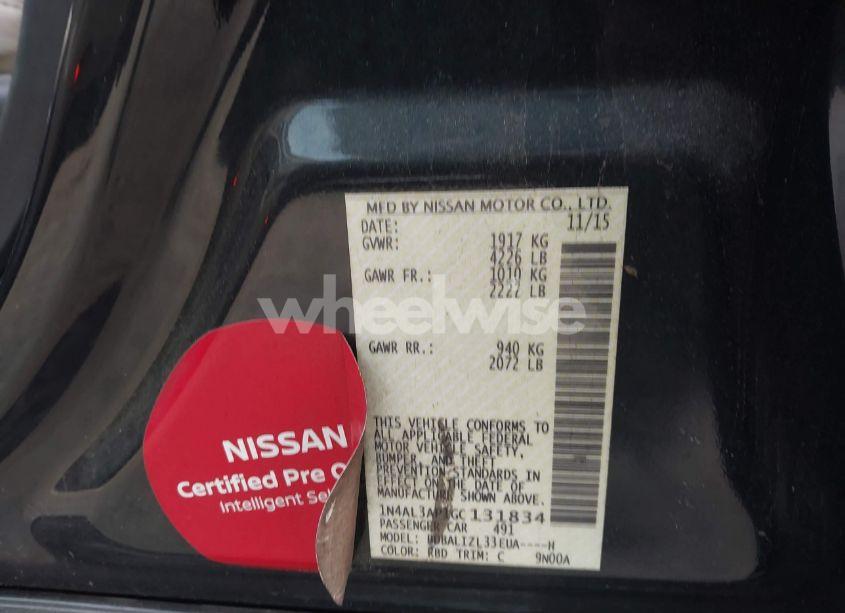 MFD BY NISSAN MOTOR CO., LTD.
DATE: 11/15
GVWR: 1917 KG
4226 LB
GAWR FR.: 1010 KG
2222 LB
wheelwise
GAWR RR.: 940 KG
2072 LB
THIS VEHICLE CONFORMS TO
ALL APPLICABLE FEDERAL
MOTOR VEHICLE SAFETY,
BUMPER, AND THEFT
PREVENTION STANDARDS IN
EFFECT ON THE DATE OF
MANUFACTURE SHOWN ABOVE.
1N4AL3AP1GC131834
PASSENGER CAR 491
MODEL: BDBALIZL33EUA----H
COLOR: RBD TRIM: C 9N00A
NISSAN
Certified Pre
Intelligent